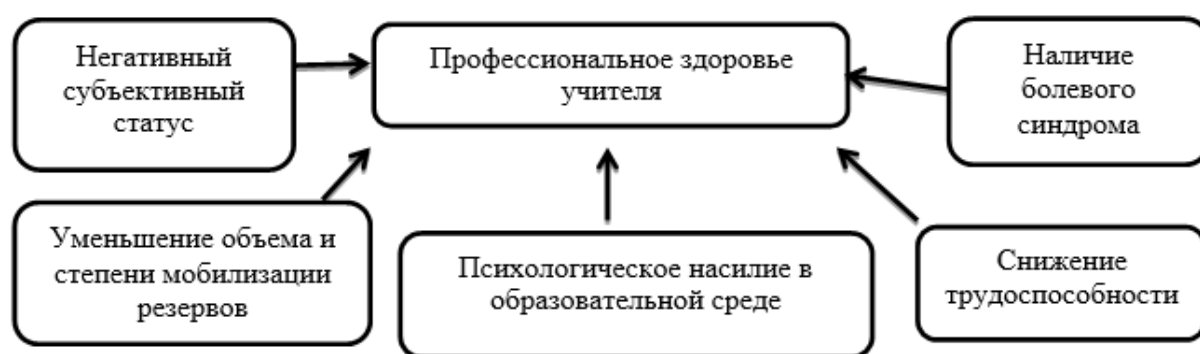 Негативный
субъективный
статус
Профессиональное здоровье
учителя
Наличие
болевого
синдрома
Уменьшение объема и
степени мобилизации
резервов
Психологическое насилие в
образовательной среде
Снижение
трудоспособности